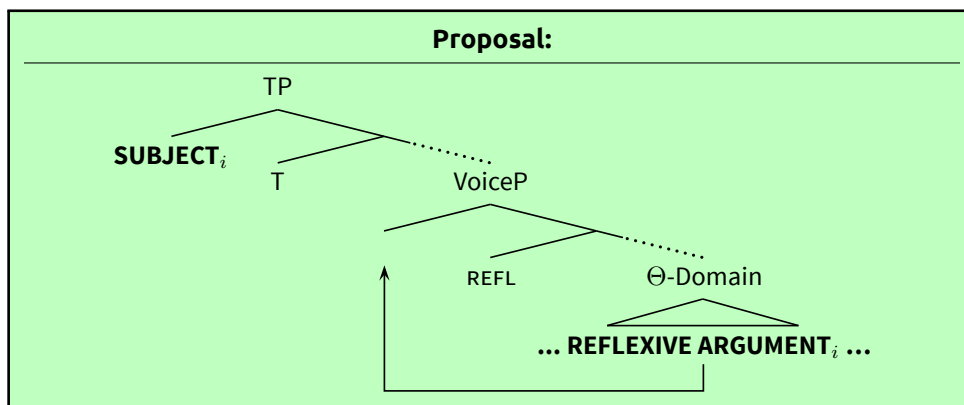 Proposal:
TP
SUBJECTᵢ
T
VoiceP
REFL
Θ-Domain
... REFLEXIVE ARGUMENTᵢ ...